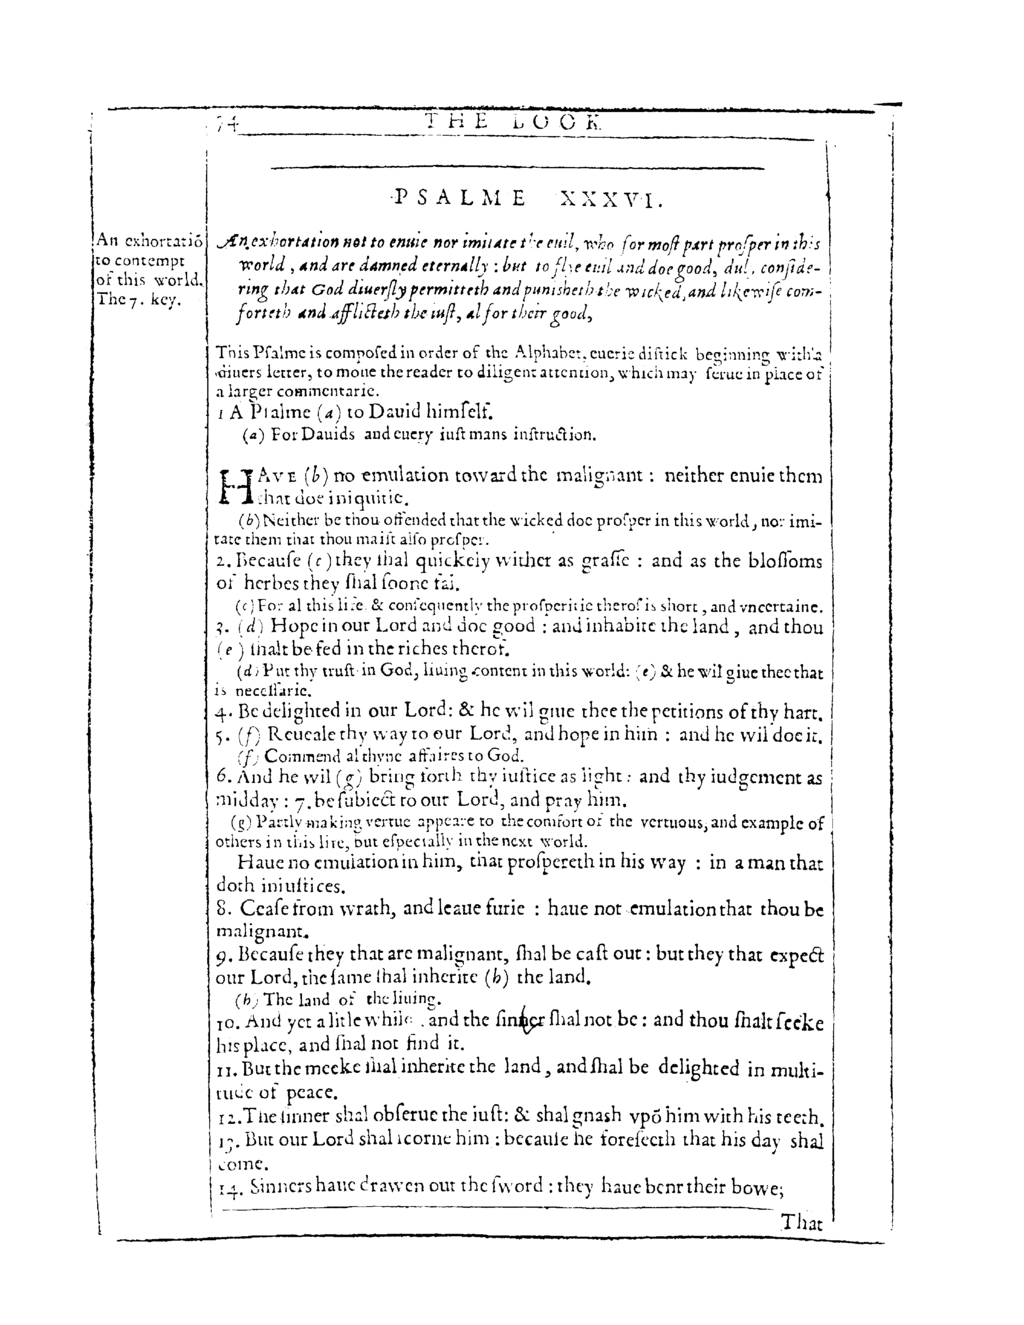 74 THE BOOK
PSALME XXXVI.
An exhortatiõ
to contempt
of this world.
The 7. key.
An exhortation not to enuie nor imitate the euil, who for most part prosper in this
world, and are damned eternally : but to flye euil and doe good, considering
that God diuersly permitteth and punisheth the wicked, and likewise comforteth
and afflicteth the iust, al for their good,
This Pſalme is compoſed in order of the Alphabet, euerie diſtick beginning with a
diuers letter, to moue the reader to diligent attention, which may ſerue in place of
a larger commentarie.
1 A Pſalme (a) to Dauid himſelf.
(a) For Dauids and euery iuſt mans inſtruction.
HAVE (b) no emulation toward the malignant : neither enuie them
that doe iniquitie.
(b) Neither be thou offended that the wicked doe proſper in this world, nor imi-
tate them that thou maiſt alſo proſper.
2. Becauſe (c) they ſhal quickely wither as graſſe : and as the bloſſoms
of herbes they ſhal ſoone fal.
(c) For al this life & conſequently the proſperitie therof is short, and vncertaine.
3. (d) Hope in our Lord and doe good : and inhabite the land, and thou
(e) ſhalt be fed in the riches therof.
(d) Put thy truſt in God, liuing content in this world: (e) & he wil giue thee that
is neceſſarie.
4. Be delighted in our Lord: & he wil giue thee the petitions of thy hart.
5. (f) Reueale thy way to our Lord, and hope in him : and he wil doe it.
(f) Commend al thyne affaires to God.
6. And he wil (g) bring forth thy iuſtice as light : and thy iudgement as
midday : 7. be ſubiect to our Lord, and pray him.
(g) Partly making vertue appeare to the comfort of the vertuous, and example of
others in this life, but eſpecially in the next world.
Haue no emulation in him, that proſpereth in his way : in a man that
doth iniuſtices.
8. Ceaſe from wrath, and leaue furie : haue not emulation that thou be
malignant.
9. Becauſe they that are malignant, ſhal be caſt out : but they that expect
our Lord, the ſame ſhal inherite (h) the land.
(h) The land of the liuing.
10. And yet a litle while, and the ſinner ſhal not be : and thou ſhalt ſeeke
his place, and ſhal not find it.
11. But the meeke ſhal inherite the land, and ſhal be delighted in multi-
tude of peace.
12. The ſinner shal obſerue the iuſt: & shal gnash vpõ him with his teeth.
13. But our Lord shal ſcorne him : becauſe he foreſeeth that his day shal
come.
14. Sinners haue drawen out the ſword : they haue bent their bowe;
That